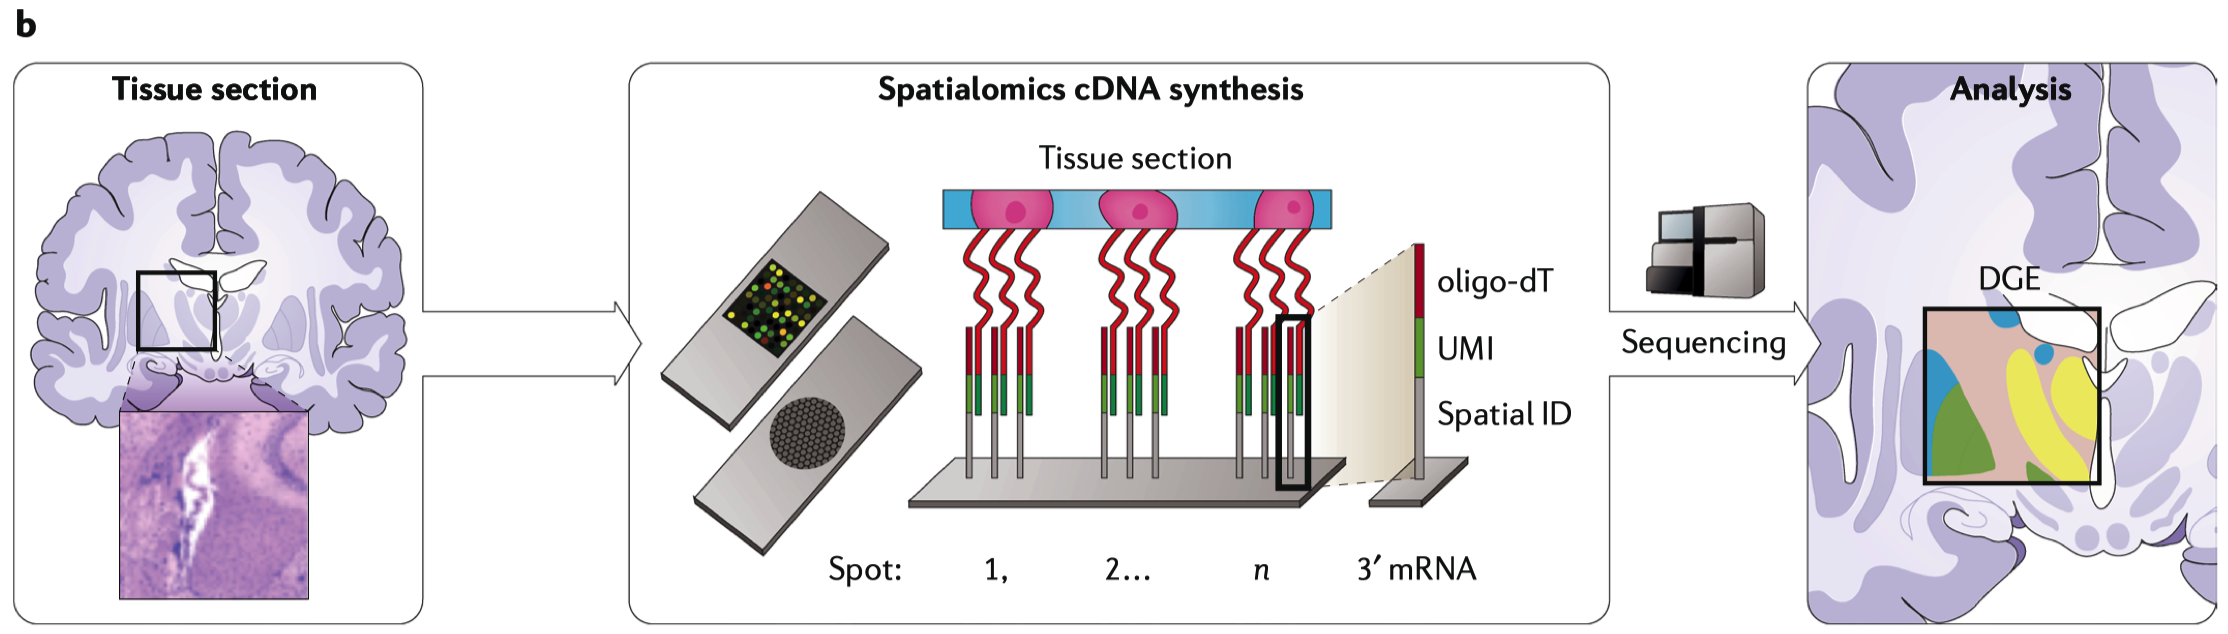 b
Tissue section
Spatialomics cDNA synthesis
Tissue section
oligo-dT
UMI
Spatial ID
Spot: 1, 2... n 3′ mRNA
Sequencing
Analysis
DGE